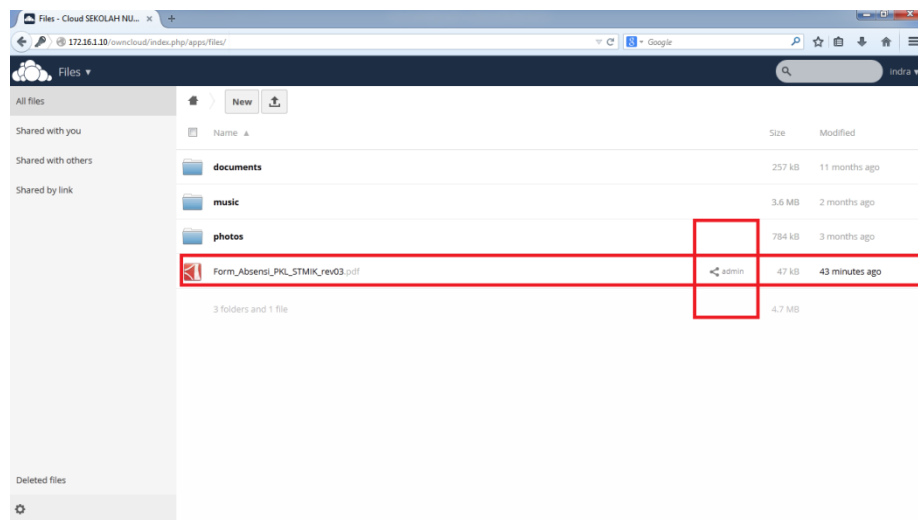 Files - Cloud SEKOLAH NU... × +
172.16.1.10/owncloud/index.php/apps/files/
8 Google
Files ▾
indra ▾
All files
New
Shared with you
Name ▲ Size Modified
Shared with others
documents 257 kB 11 months ago
Shared by link
music 3.6 MB 2 months ago
photos 784 kB 3 months ago
Form_Absensi_PKL_STMIK_rev03.pdf admin 47 kB 43 minutes ago
3 folders and 1 file 4.7 MB
Deleted files